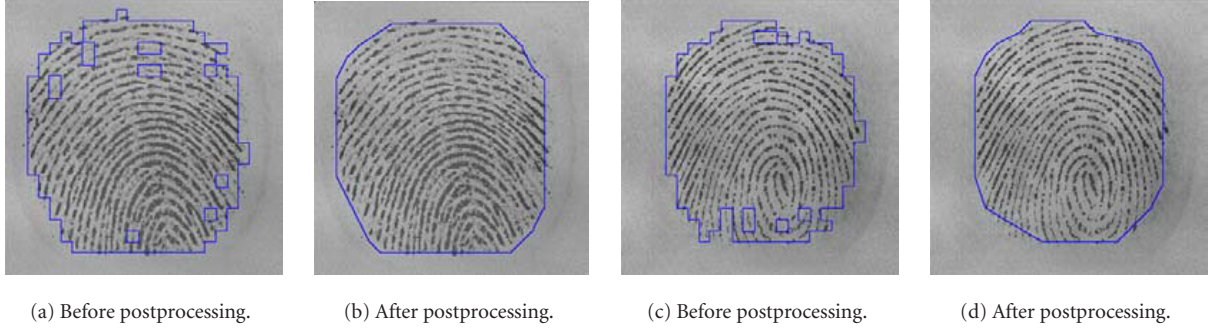 (a) Before postprocessing.
(b) After postprocessing.
(c) Before postprocessing.
(d) After postprocessing.